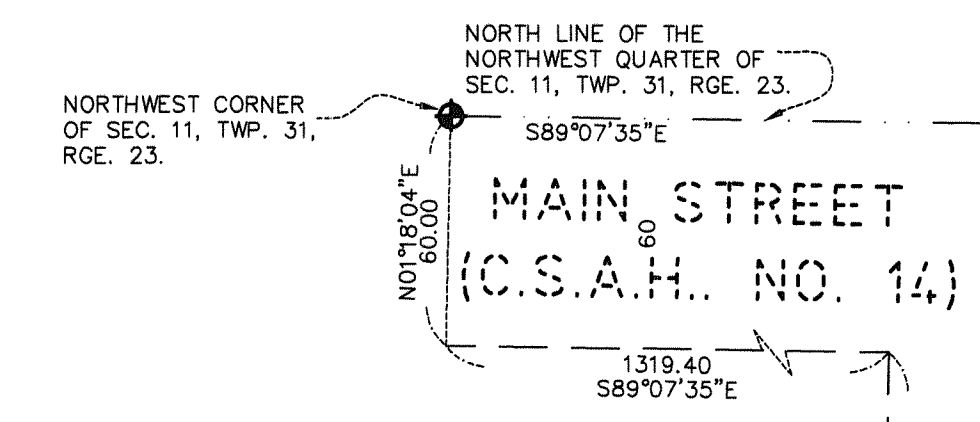 NORTH LINE OF THE
NORTHWEST QUARTER OF
SEC. 11, TWP. 31, RGE. 23.
NORTHWEST CORNER
OF SEC. 11, TWP. 31,
RGE. 23.
S89°07'35"E
N01°18'04"E
60.00
MAIN STREET
60
(C.S.A.H.. NO. 14)
1319.40
S89°07'35"E